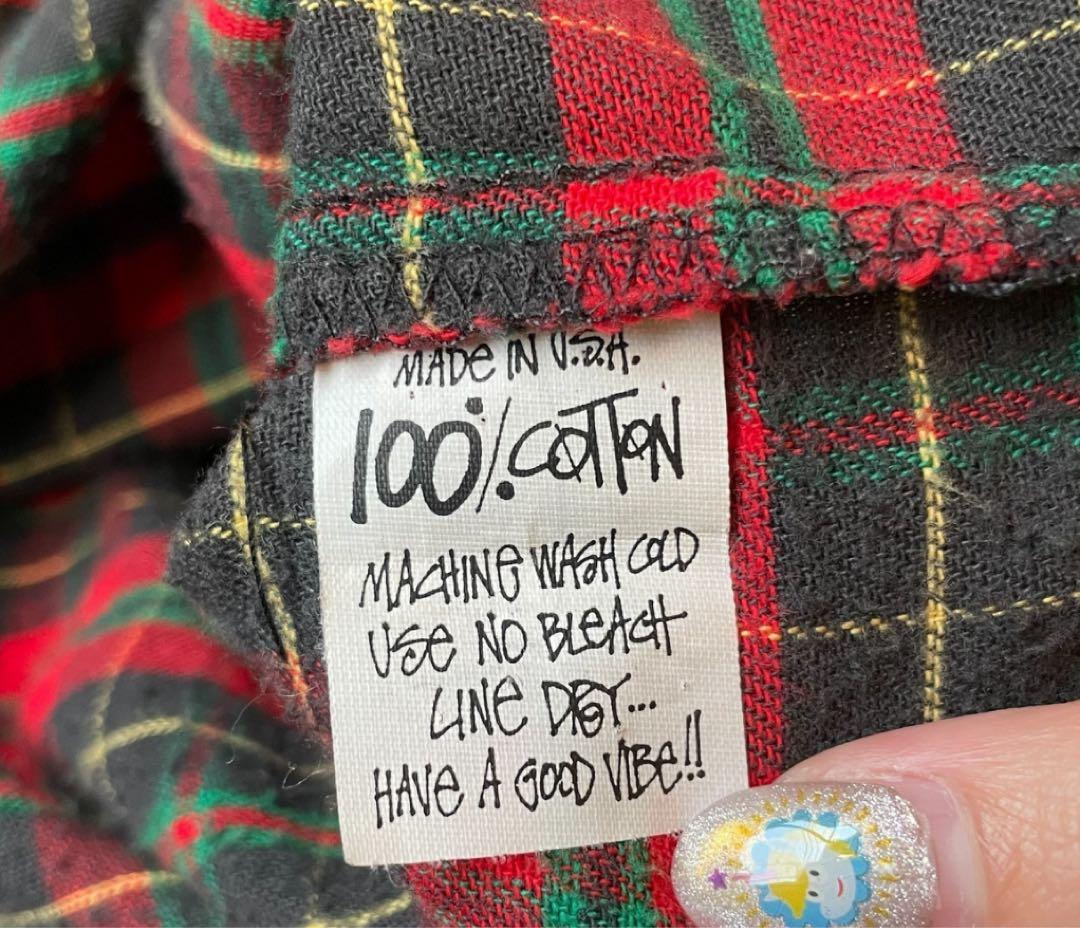 MADE IN U.S.A.
100% COTTON
MACHINE WASH COLD
USE NO BLEACH
LINE DRY...
HAVE A GOOD VIBE!!